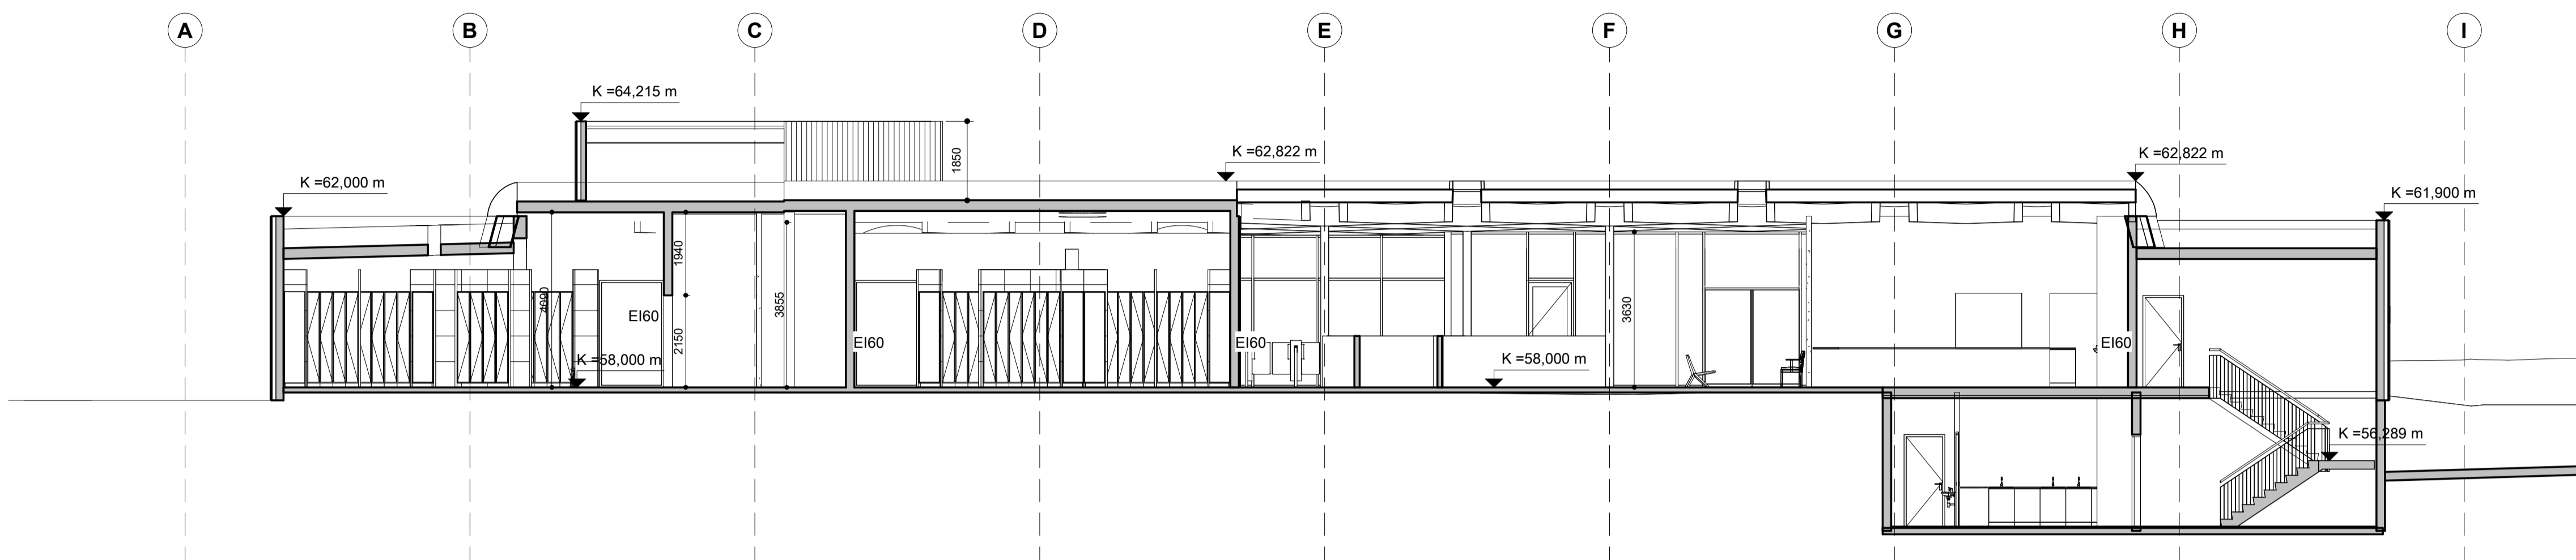 A B C D E F G H I
K =64,215 m
1850
K =62,822 m
K =62,822 m
K =62,000 m
K =61,900 m
1940
4090
3855
3630
EI60
2150
EI60
EI60
EI60
K =58,000 m
K =58,000 m
K =56,289 m